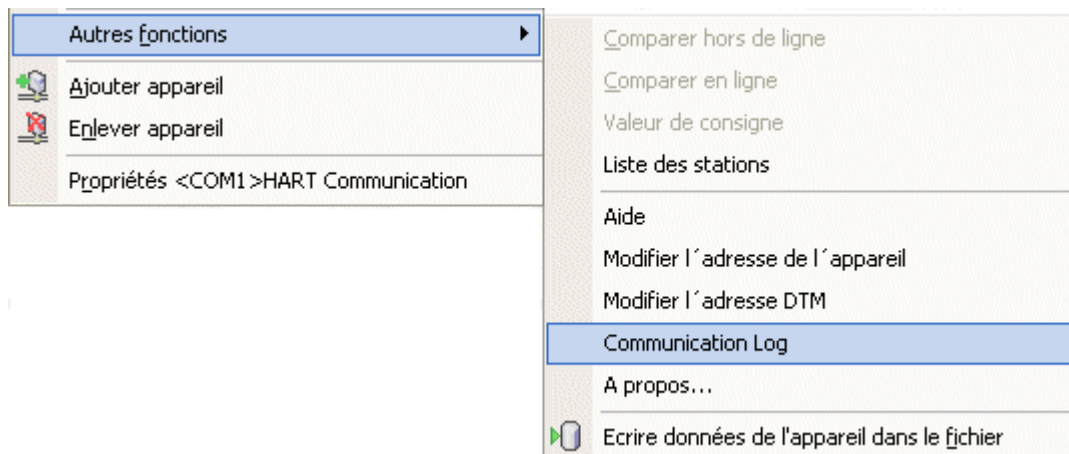 Autres fonctions
Ajouter appareil
Enlever appareil
Propriétés <COM1>HART Communication
Comparer hors de ligne
Comparer en ligne
Valeur de consigne
Liste des stations
Aide
Modifier l´adresse de l´appareil
Modifier l´adresse DTM
Communication Log
A propos...
Ecrire données de l'appareil dans le fichier